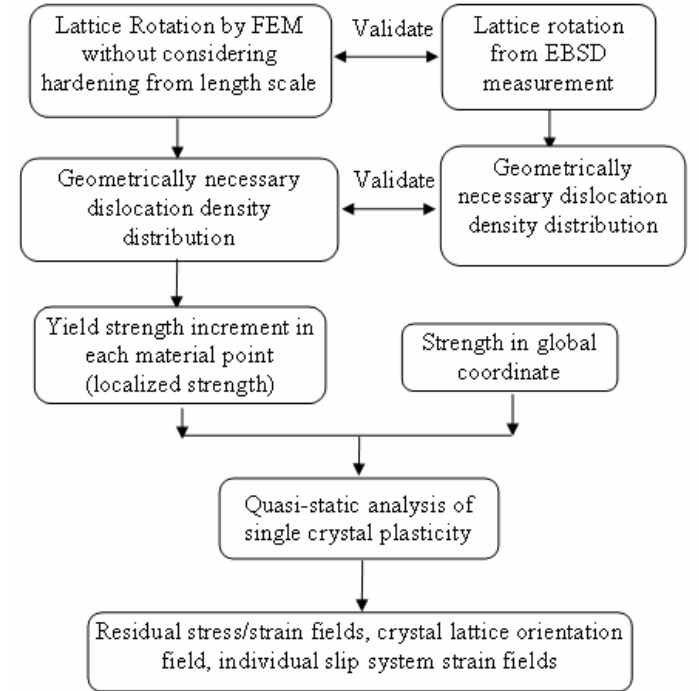 Lattice Rotation by FEM
without considering
hardening from length scale
Validate
Lattice rotation
from EBSD
measurement
Geometrically necessary
dislocation density
distribution
Validate
Geometrically
necessary dislocation
density distribution
Yield strength increment in
each material point
(localized strength)
Strength in global
coordinate
Quasi-static analysis of
single crystal plasticity
Residual stress/strain fields, crystal lattice orientation
field, individual slip system strain fields